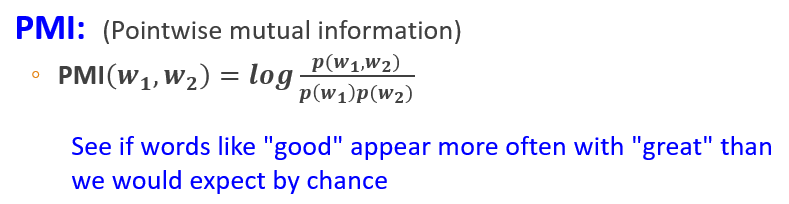 PMI: (Pointwise mutual information)
◦ PMI(w₁, w₂) = log p(w₁,w₂) / p(w₁)p(w₂)
See if words like "good" appear more often with "great" than
we would expect by chance